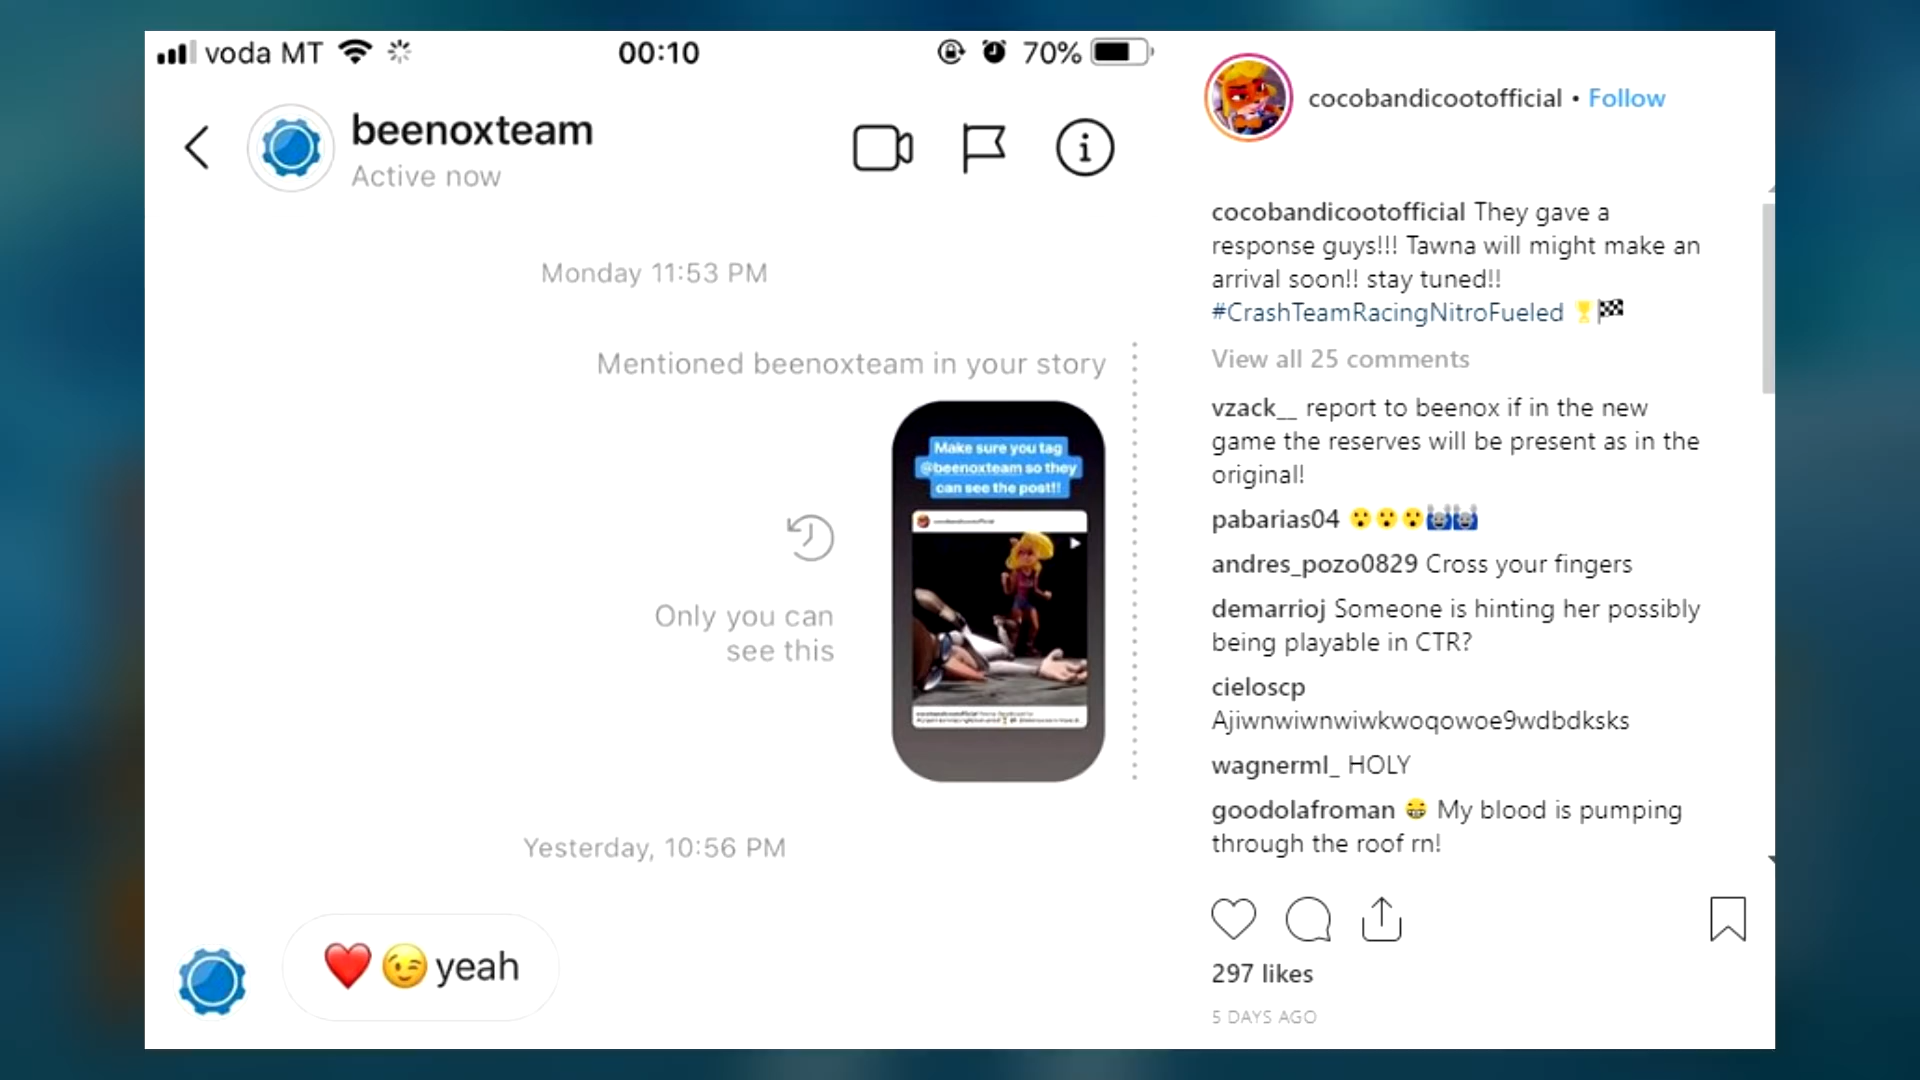 voda MT
00:10
70%
beenoxteam
Active now
Monday 11:53 PM
Mentioned beenoxteam in your story
Make sure you tag
@beenoxteam so they
can see the post!!
Only you can
see this
Yesterday, 10:56 PM
❤️😉yeah
cocobandicootofficial • Follow
cocobandicootofficial They gave a
response guys!!! Tawna will might make an
arrival soon!! stay tuned!!
#CrashTeamRacingNitroFueled 🏆🏁
View all 25 comments
vzack__ report to beenox if in the new
game the reserves will be present as in the
original!
pabarias04 😮😮😮🙌🙌
andres_pozo0829 Cross your fingers
demarrioj Someone is hinting her possibly
being playable in CTR?
cieloscp
Ajiwnwiwnwiwkwoqowoe9wdbdksks
wagnerml_ HOLY
goodolafroman 😁 My blood is pumping
through the roof rn!
297 likes
5 DAYS AGO